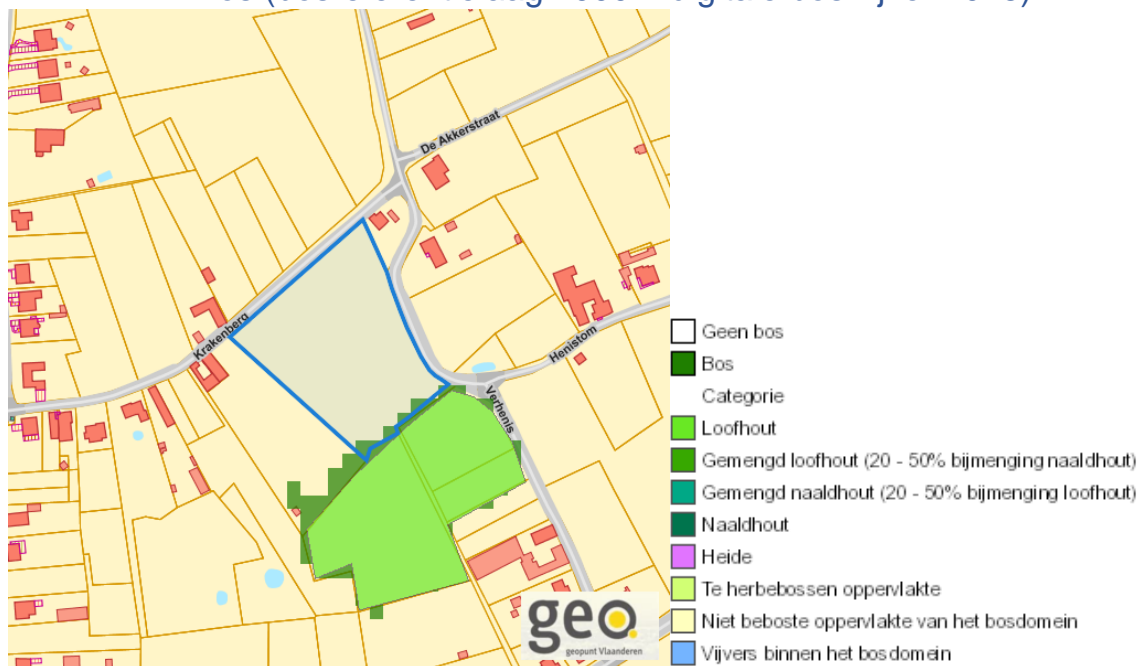 De Akkerstraat
Krakenberg
Henistom
Verhenis
Geen bos
Bos
Categorie
Loofhout
Gemengd loofhout (20 - 50% bijmenging naaldhout)
Gemengd naaldhout (20 - 50% bijmenging loofhout)
Naaldhout
Heide
Te herbebossen oppervlakte
Niet beboste oppervlakte van het bosdomein
Vijvers binnen het bosdomein
geo
geopunt Vlaanderen